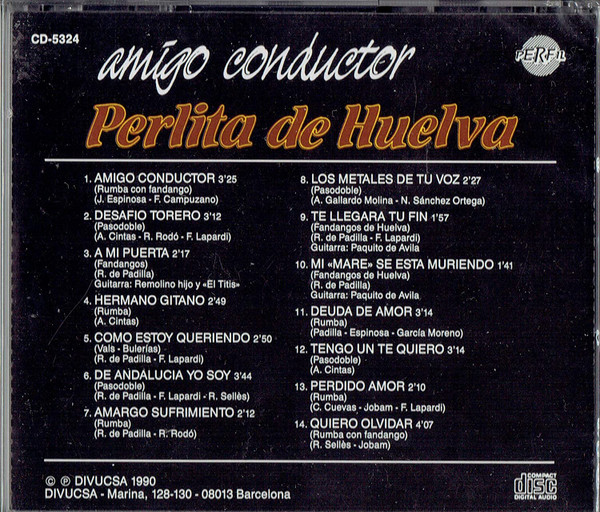 CD-5324
amigo conductor
PERFIL
Perlita de Huelva
1. AMIGO CONDUCTOR 3'25
(Rumba con fandango)
(J. Espinosa - F. Campuzano)
2. DESAFIO TORERO 3'12
(Pasodoble)
(A. Cintas - R. Rodó - F. Lapardi)
3. A MI PUERTA 2'17
(Fandangos)
(R. de Padilla)
Guitarra: Remolino hijo y «El Titis»
4. HERMANO GITANO 2'49
(Rumba)
(A. Cintas)
5. COMO ESTOY QUERIENDO 2'50
(Vals - Bulerías)
(R. de Padilla - F. Lapardi)
6. DE ANDALUCIA YO SOY 3'44
(Pasodoble)
(R. de Padilla - F. Lapardi - R. Sellès)
7. AMARGO SUFRIMIENTO 2'12
(Rumba)
(R. de Padilla - R. Rodó)
8. LOS METALES DE TU VOZ 2'27
(Pasodoble)
(A. Gallardo Molina - N. Sánchez Ortega)
9. TE LLEGARA TU FIN 1'57
(Fandangos de Huelva)
(R. de Padilla - F. Lapardi)
Guitarra: Paquito de Avila
10. MI «MARE» SE ESTA MURIENDO 1'41
(Fandangos de Huelva)
(R. de Padilla)
Guitarra: Paquito de Avila
11. DEUDA DE AMOR 3'14
(Rumba)
(Padilla - Espinosa - García Moreno)
12. TENGO UN TE QUIERO 3'14
(Pasodoble)
(A. Cintas)
13. PERDIDO AMOR 2'10
(Rumba)
(C. Cuevas - Jobam - F. Lapardi)
14. QUIERO OLVIDAR 4'07
(Rumba con fandango)
(R. Sellès - Jobam)
© ℗ DIVUCSA 1990
DIVUCSA - Marina, 128-130 - 08013 Barcelona
COMPACT
disc
DIGITAL AUDIO